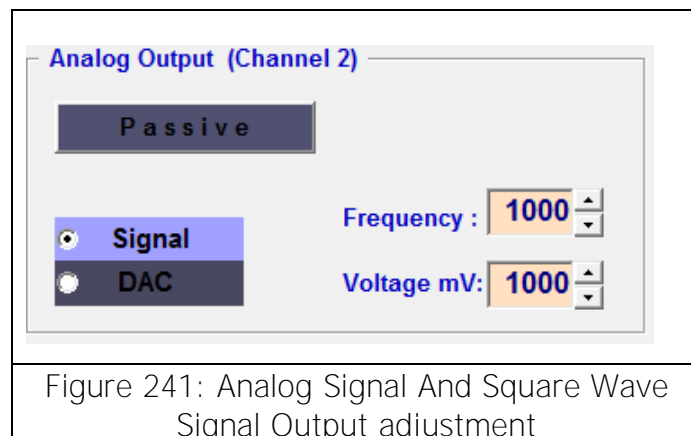 Analog Output (Channel 2)
Passive
Signal
DAC
Frequency : 1000
Voltage mV: 1000
Figure 241: Analog Signal And Square Wave
Signal Output adjustment